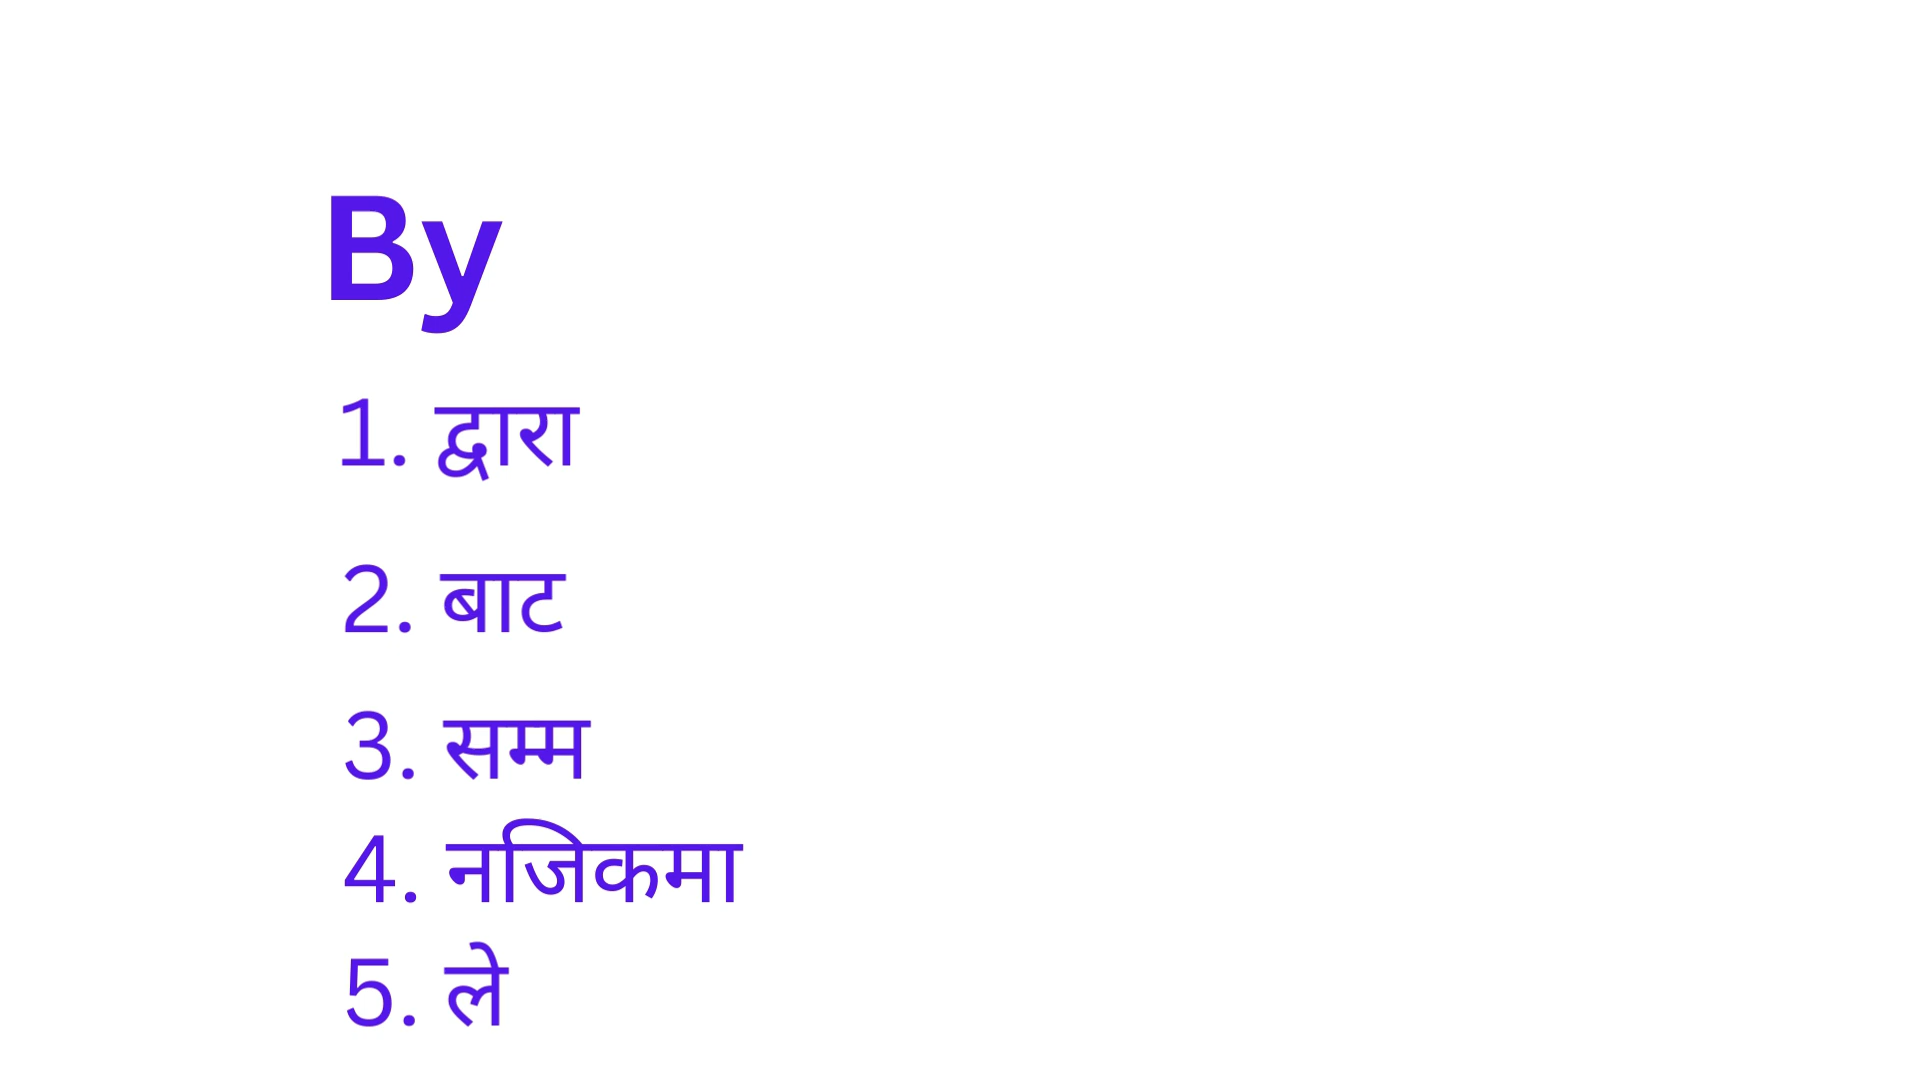 By
1. द्वारा
2. बाट
3. सम्म
4. नजिकमा
5. ले